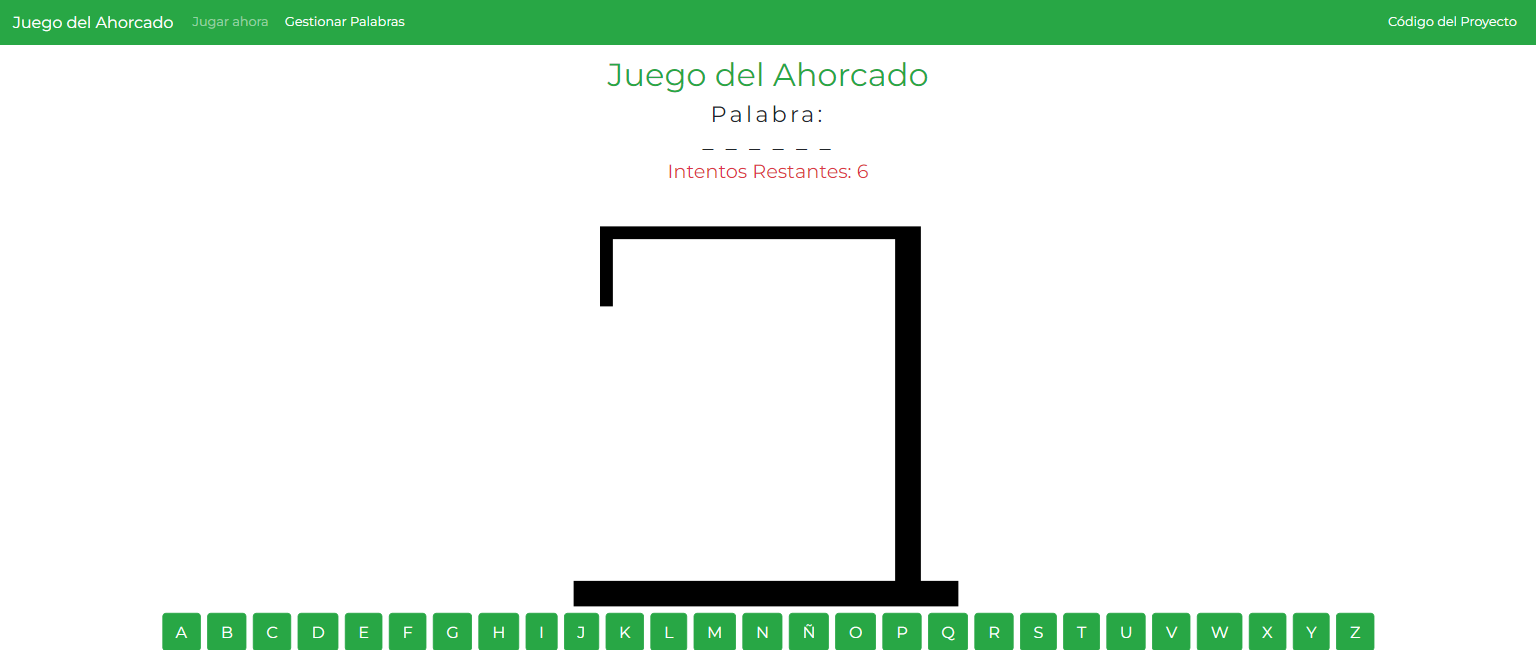 Juego del Ahorcado Jugar ahora Gestionar Palabras Código del Proyecto
Juego del Ahorcado
Palabra:
_ _ _ _ _ _
Intentos Restantes: 6
A B C D E F G H I J K L M N Ñ O P Q R S T U V W X Y Z